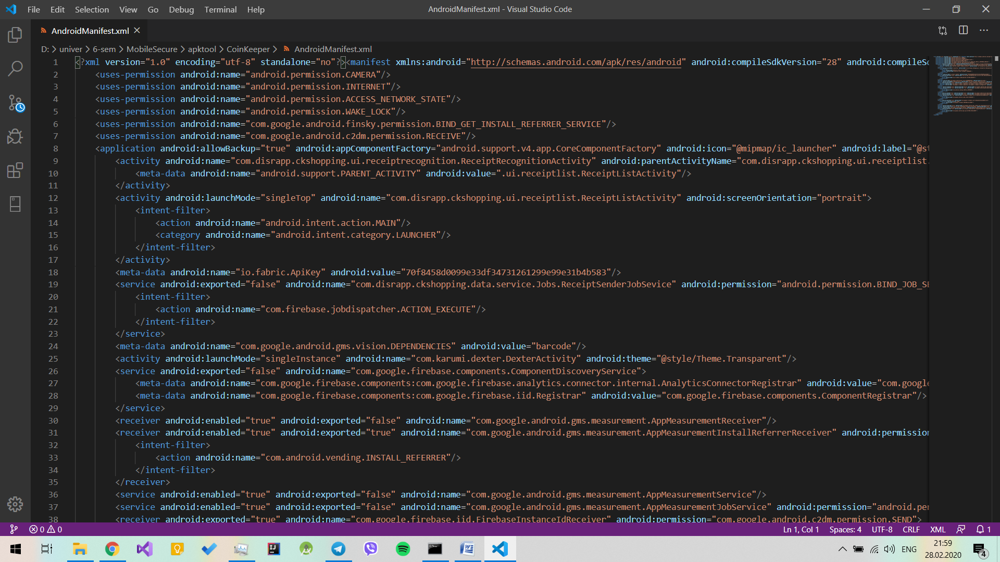 File Edit Selection View Go Debug Terminal Help AndroidManifest.xml - Visual Studio Code
AndroidManifest.xml
D: > univer > 6-sem > MobileSecure > apktool > CoinKeeper > AndroidManifest.xml
1 <?xml version="1.0" encoding="utf-8" standalone="no"?><manifest xmlns:android="http://schemas.android.com/apk/res/android" android:compileSdkVersion="28" android:compileSd
2 <uses-permission android:name="android.permission.CAMERA"/>
3 <uses-permission android:name="android.permission.INTERNET"/>
4 <uses-permission android:name="android.permission.ACCESS_NETWORK_STATE"/>
5 <uses-permission android:name="android.permission.WAKE_LOCK"/>
6 <uses-permission android:name="com.google.android.finsky.permission.BIND_GET_INSTALL_REFERRER_SERVICE"/>
7 <uses-permission android:name="com.google.android.c2dm.permission.RECEIVE"/>
8 <application android:allowBackup="true" android:appComponentFactory="android.support.v4.app.CoreComponentFactory" android:icon="@mipmap/ic_launcher" android:label="@st
9 <activity android:name="com.disrapp.ckshopping.ui.receiptrecognition.ReceiptRecognitionActivity" android:parentActivityName="com.disrapp.ckshopping.ui.receiptlist.
10 <meta-data android:name="android.support.PARENT_ACTIVITY" android:value=".ui.receiptlist.ReceiptListActivity"/>
11 </activity>
12 <activity android:launchMode="singleTop" android:name="com.disrapp.ckshopping.ui.receiptlist.ReceiptListActivity" android:screenOrientation="portrait">
13 <intent-filter>
14 <action android:name="android.intent.action.MAIN"/>
15 <category android:name="android.intent.category.LAUNCHER"/>
16 </intent-filter>
17 </activity>
18 <meta-data android:name="io.fabric.ApiKey" android:value="70f8458d0099e33df34731261299e99e31b4b583"/>
19 <service android:exported="false" android:name="com.disrapp.ckshopping.data.service.Jobs.ReceiptSenderJobSevice" android:permission="android.permission.BIND_JOB_SE
20 <intent-filter>
21 <action android:name="com.firebase.jobdispatcher.ACTION_EXECUTE"/>
22 </intent-filter>
23 </service>
24 <meta-data android:name="com.google.android.gms.vision.DEPENDENCIES" android:value="barcode"/>
25 <activity android:launchMode="singleInstance" android:name="com.karumi.dexter.DexterActivity" android:theme="@style/Theme.Transparent"/>
26 <service android:exported="false" android:name="com.google.firebase.components.ComponentDiscoveryService">
27 <meta-data android:name="com.google.firebase.components:com.google.firebase.analytics.connector.internal.AnalyticsConnectorRegistrar" android:value="com.google
28 <meta-data android:name="com.google.firebase.components:com.google.firebase.iid.Registrar" android:value="com.google.firebase.components.ComponentRegistrar"/>
29 </service>
30 <receiver android:enabled="true" android:exported="false" android:name="com.google.android.gms.measurement.AppMeasurementReceiver"/>
31 <receiver android:enabled="true" android:exported="true" android:name="com.google.android.gms.measurement.AppMeasurementInstallReferrerReceiver" android:permission
32 <intent-filter>
33 <action android:name="com.android.vending.INSTALL_REFERRER"/>
34 </intent-filter>
35 </receiver>
36 <service android:enabled="true" android:exported="false" android:name="com.google.android.gms.measurement.AppMeasurementService"/>
37 <service android:enabled="true" android:exported="false" android:name="com.google.android.gms.measurement.AppMeasurementJobService" android:permission="android.per
38 <receiver android:exported="true" android:name="com.google.firebase.iid.FirebaseInstanceIdReceiver" android:permission="com.google.android.c2dm.permission.SEND">
0 0 Ln 1, Col 1 Spaces: 4 UTF-8 CRLF XML 1
ENG 21:59
28.02.2020 4